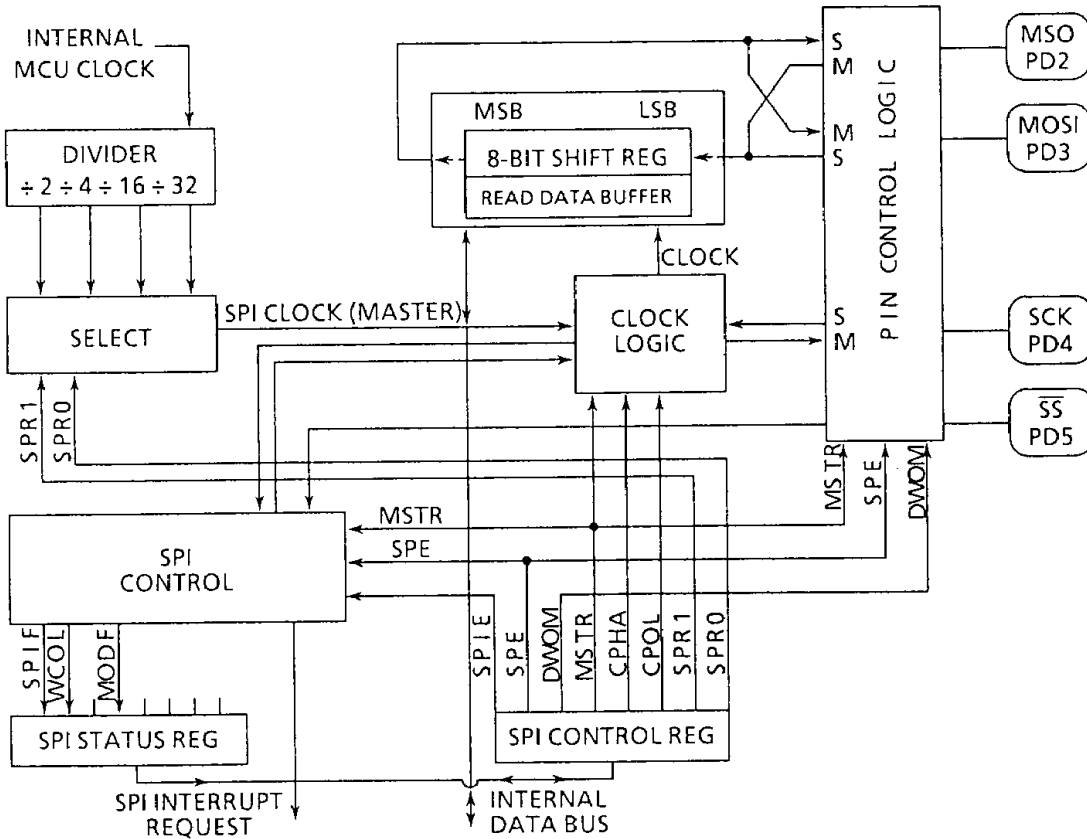 INTERNAL
MCU CLOCK
DIVIDER
÷ 2 ÷ 4 ÷ 16 ÷ 32
SELECT
SPR1
SPR0
SPI CLOCK (MASTER)
MSB
LSB
8-BIT SHIFT REG
READ DATA BUFFER
CLOCK
CLOCK
LOGIC
S
M
M
S
S
M
PIN CONTROL LOGIC
MSO
PD2
MOSI
PD3
SCK
PD4
SS
PD5
MSTR
SPE
DWOM
MSTR
SPE
SPI
CONTROL
SPIF
WCOL
MODF
SPI STATUS REG
SPIE
SPE
DWOM
MSTR
CPHA
CPOL
SPR1
SPR0
SPI CONTROL REG
SPI INTERRUPT
REQUEST
INTERNAL
DATA BUS